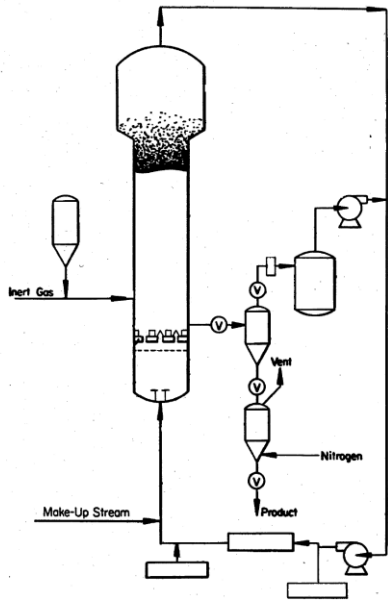 Inert Gas
V
V
V
Vent
Nitrogen
V
Product
Make-Up Stream